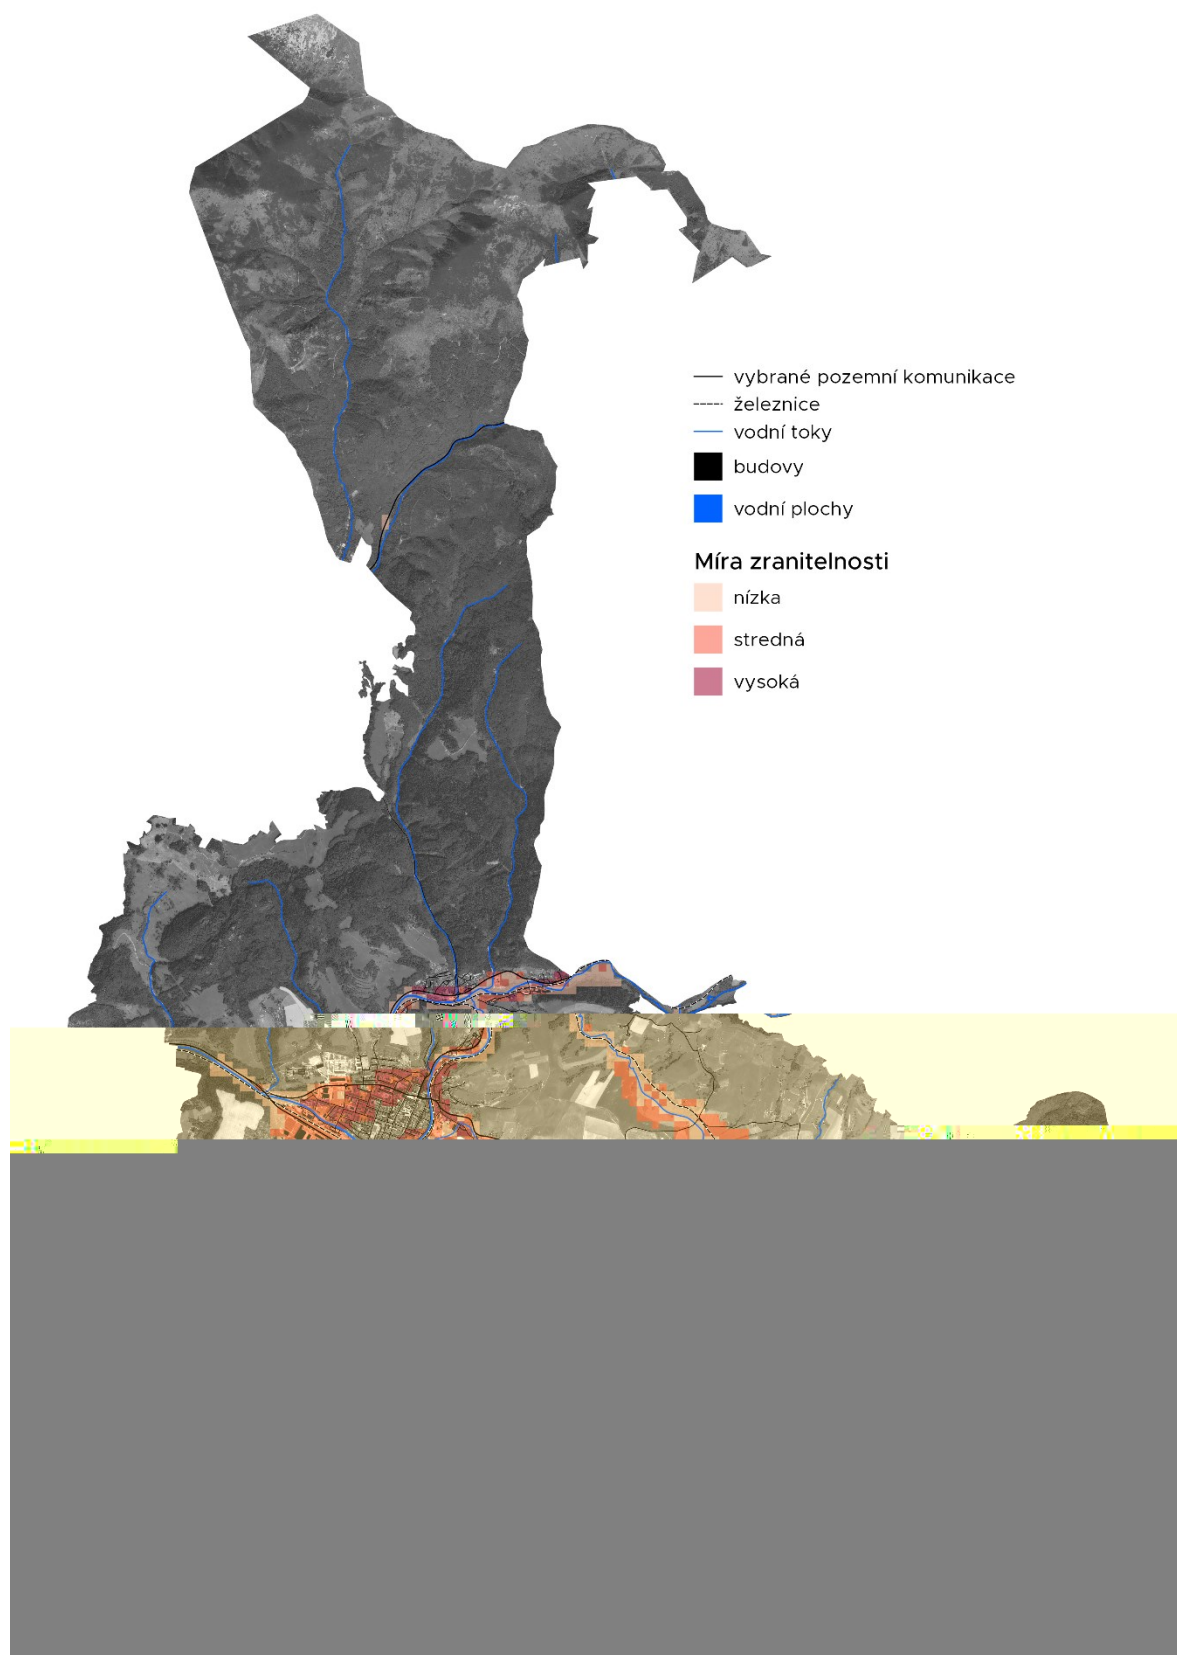 vybrané pozemní komunikace
železnice
vodní toky
budovy
vodní plochy
Míra zranitelnosti
nízka
stredná
vysoká